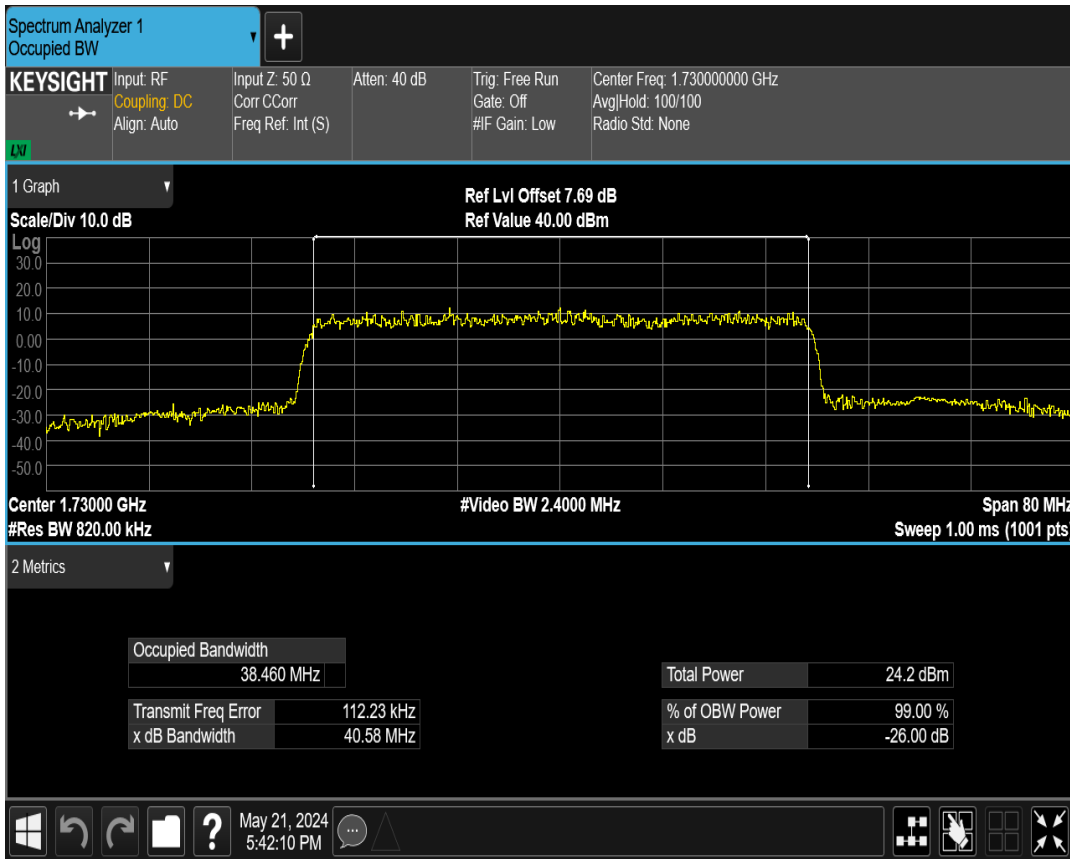 Spectrum Analyzer 1
Occupied BW
+
KEYSIGHT
LXI
Input: RF
Coupling: DC
Align: Auto
Input Z: 50 Ω
Corr CCorr
Freq Ref: Int (S)
Atten: 40 dB
Trig: Free Run
Gate: Off
#IF Gain: Low
Center Freq: 1.730000000 GHz
Avg|Hold: 100/100
Radio Std: None
1 Graph
Scale/Div 10.0 dB
Ref Lvl Offset 7.69 dB
Ref Value 40.00 dBm
Log
30.0
20.0
10.0
0.00
-10.0
-20.0
-30.0
-40.0
-50.0
Center 1.73000 GHz
#Res BW 820.00 kHz
#Video BW 2.4000 MHz
Span 80 MHz
Sweep 1.00 ms (1001 pts)
2 Metrics
Occupied Bandwidth
38.460 MHz
Transmit Freq Error 112.23 kHz
x dB Bandwidth 40.58 MHz
Total Power 24.2 dBm
% of OBW Power 99.00 %
x dB -26.00 dB
?
May 21, 2024
5:42:10 PM